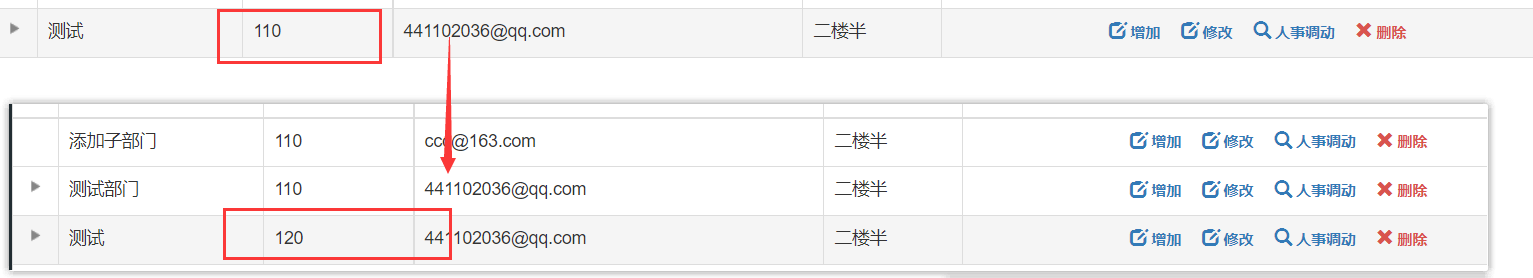 测试 110 441102036@qq.com 二楼半 增加 修改 人事调动 删除
添加子部门 110 ccc@163.com 二楼半 增加 修改 人事调动 删除
测试部门 110 441102036@qq.com 二楼半 增加 修改 人事调动 删除
测试 120 441102036@qq.com 二楼半 增加 修改 人事调动 删除